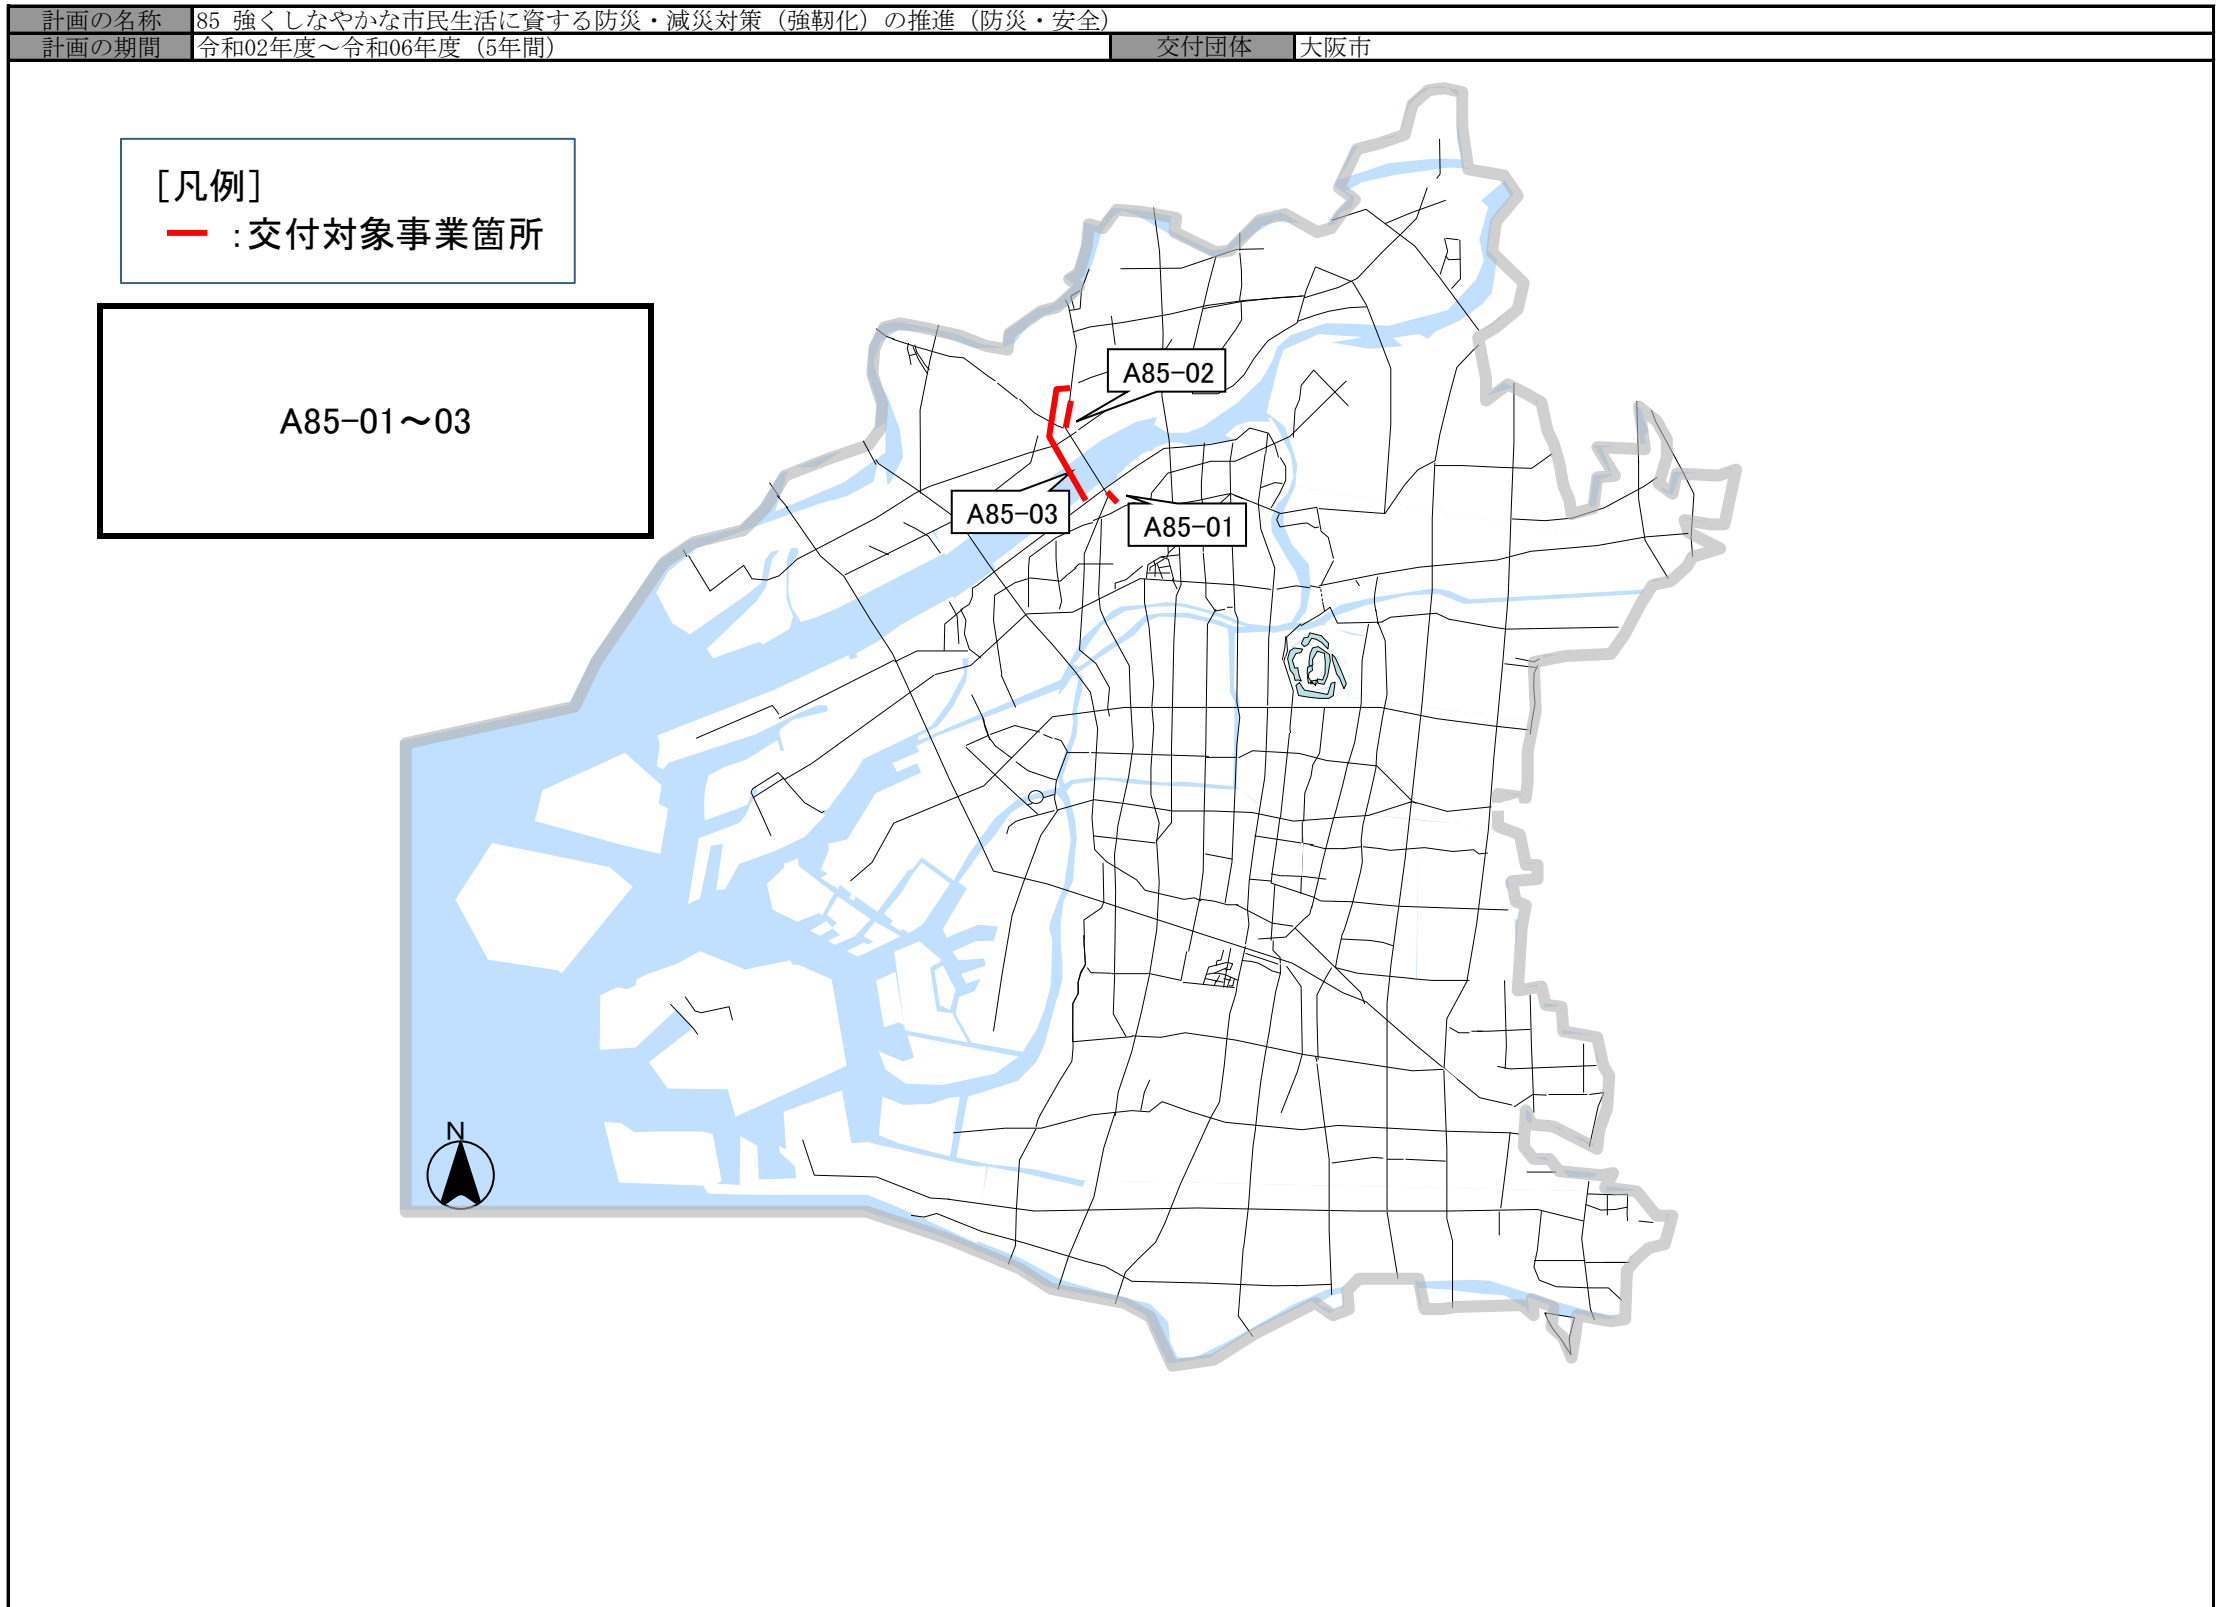 計画の名称 85 強くしなやかな市民生活に資する防災・減災対策（強靭化）の推進（防災・安全）
計画の期間 令和02年度～令和06年度（5年間） 交付団体 大阪市
［凡例］
：交付対象事業箇所
A85-01～03
A85-02
A85-03
A85-01
N